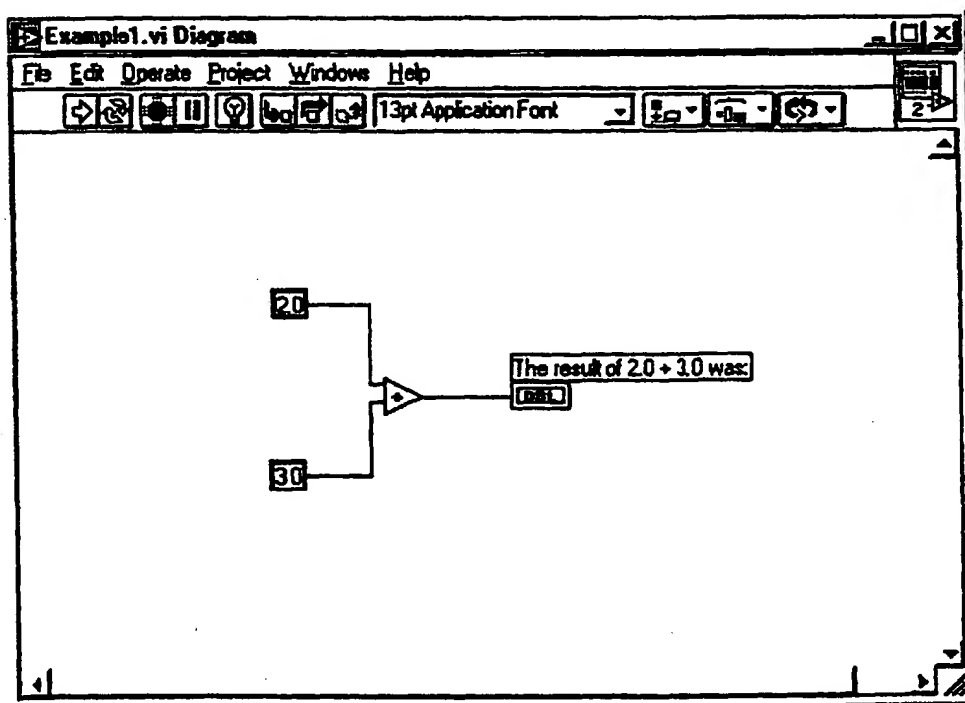 Example1.vi Diagram
File Edit Operate Project Windows Help
13pt Application Font
2
2.0
The result of 2.0 + 3.0 was:
DBL
3.0